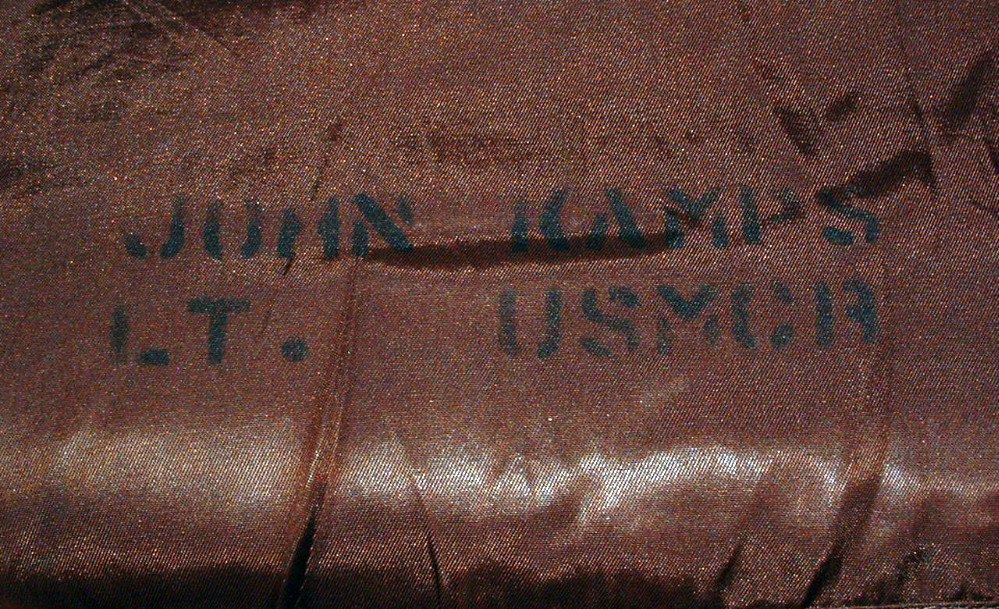 JOHN KAMPS
LT. USMCR